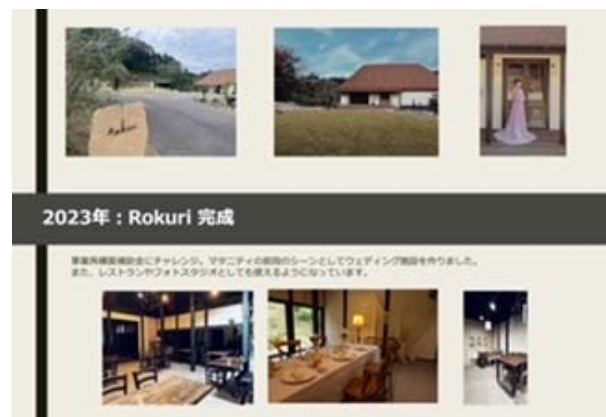 Rokuri
2023年：Rokuri 完成
事業再構築補助金にチャレンジ。マタニティの前段のシーンとしてウェディング施設を作りました。
また、レストランやフォトスタジオとしても使えるようになっています。